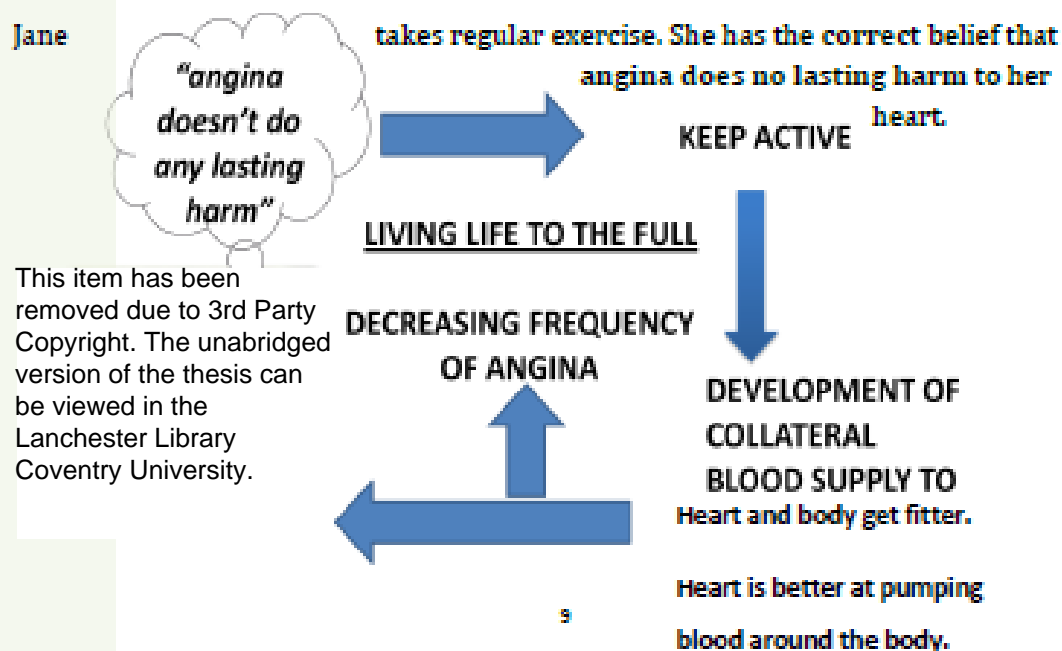 Jane takes regular exercise. She has the correct belief that
angina does no lasting harm to her
heart.
"angina
doesn't do
any lasting
harm"
KEEP ACTIVE
LIVING LIFE TO THE FULL
This item has been
removed due to 3rd Party
Copyright. The unabridged
version of the thesis can
be viewed in the
Lanchester Library
Coventry University.
DECREASING FREQUENCY
OF ANGINA
DEVELOPMENT OF
COLLATERAL
BLOOD SUPPLY TO
Heart and body get fitter.
Heart is better at pumping
blood around the body.
9